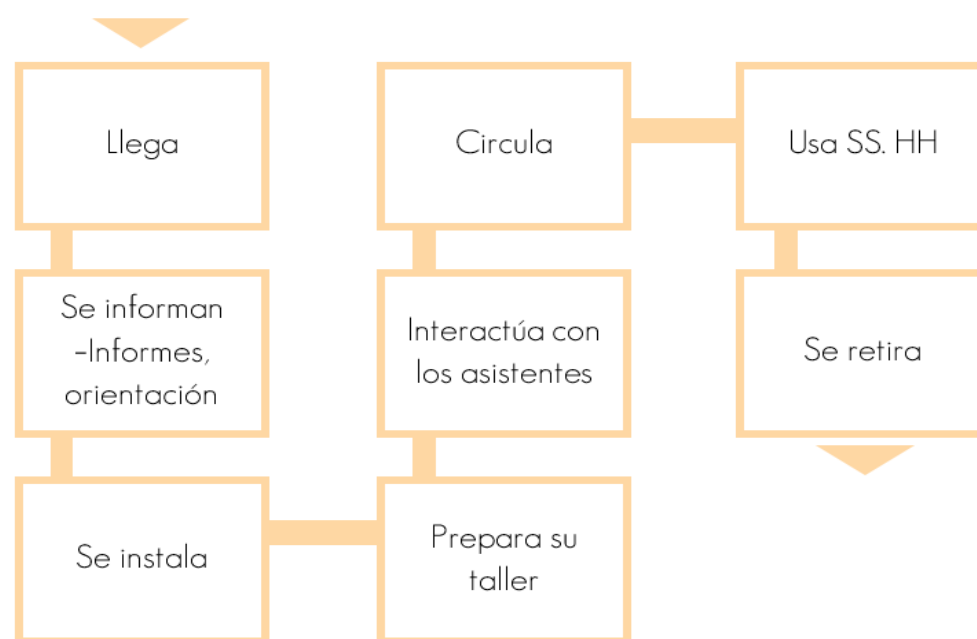 Llega
Se informan
-Informes,
orientación
Se instala
Prepara su
taller
Interactúa con
los asistentes
Circula
Usa SS. HH
Se retira